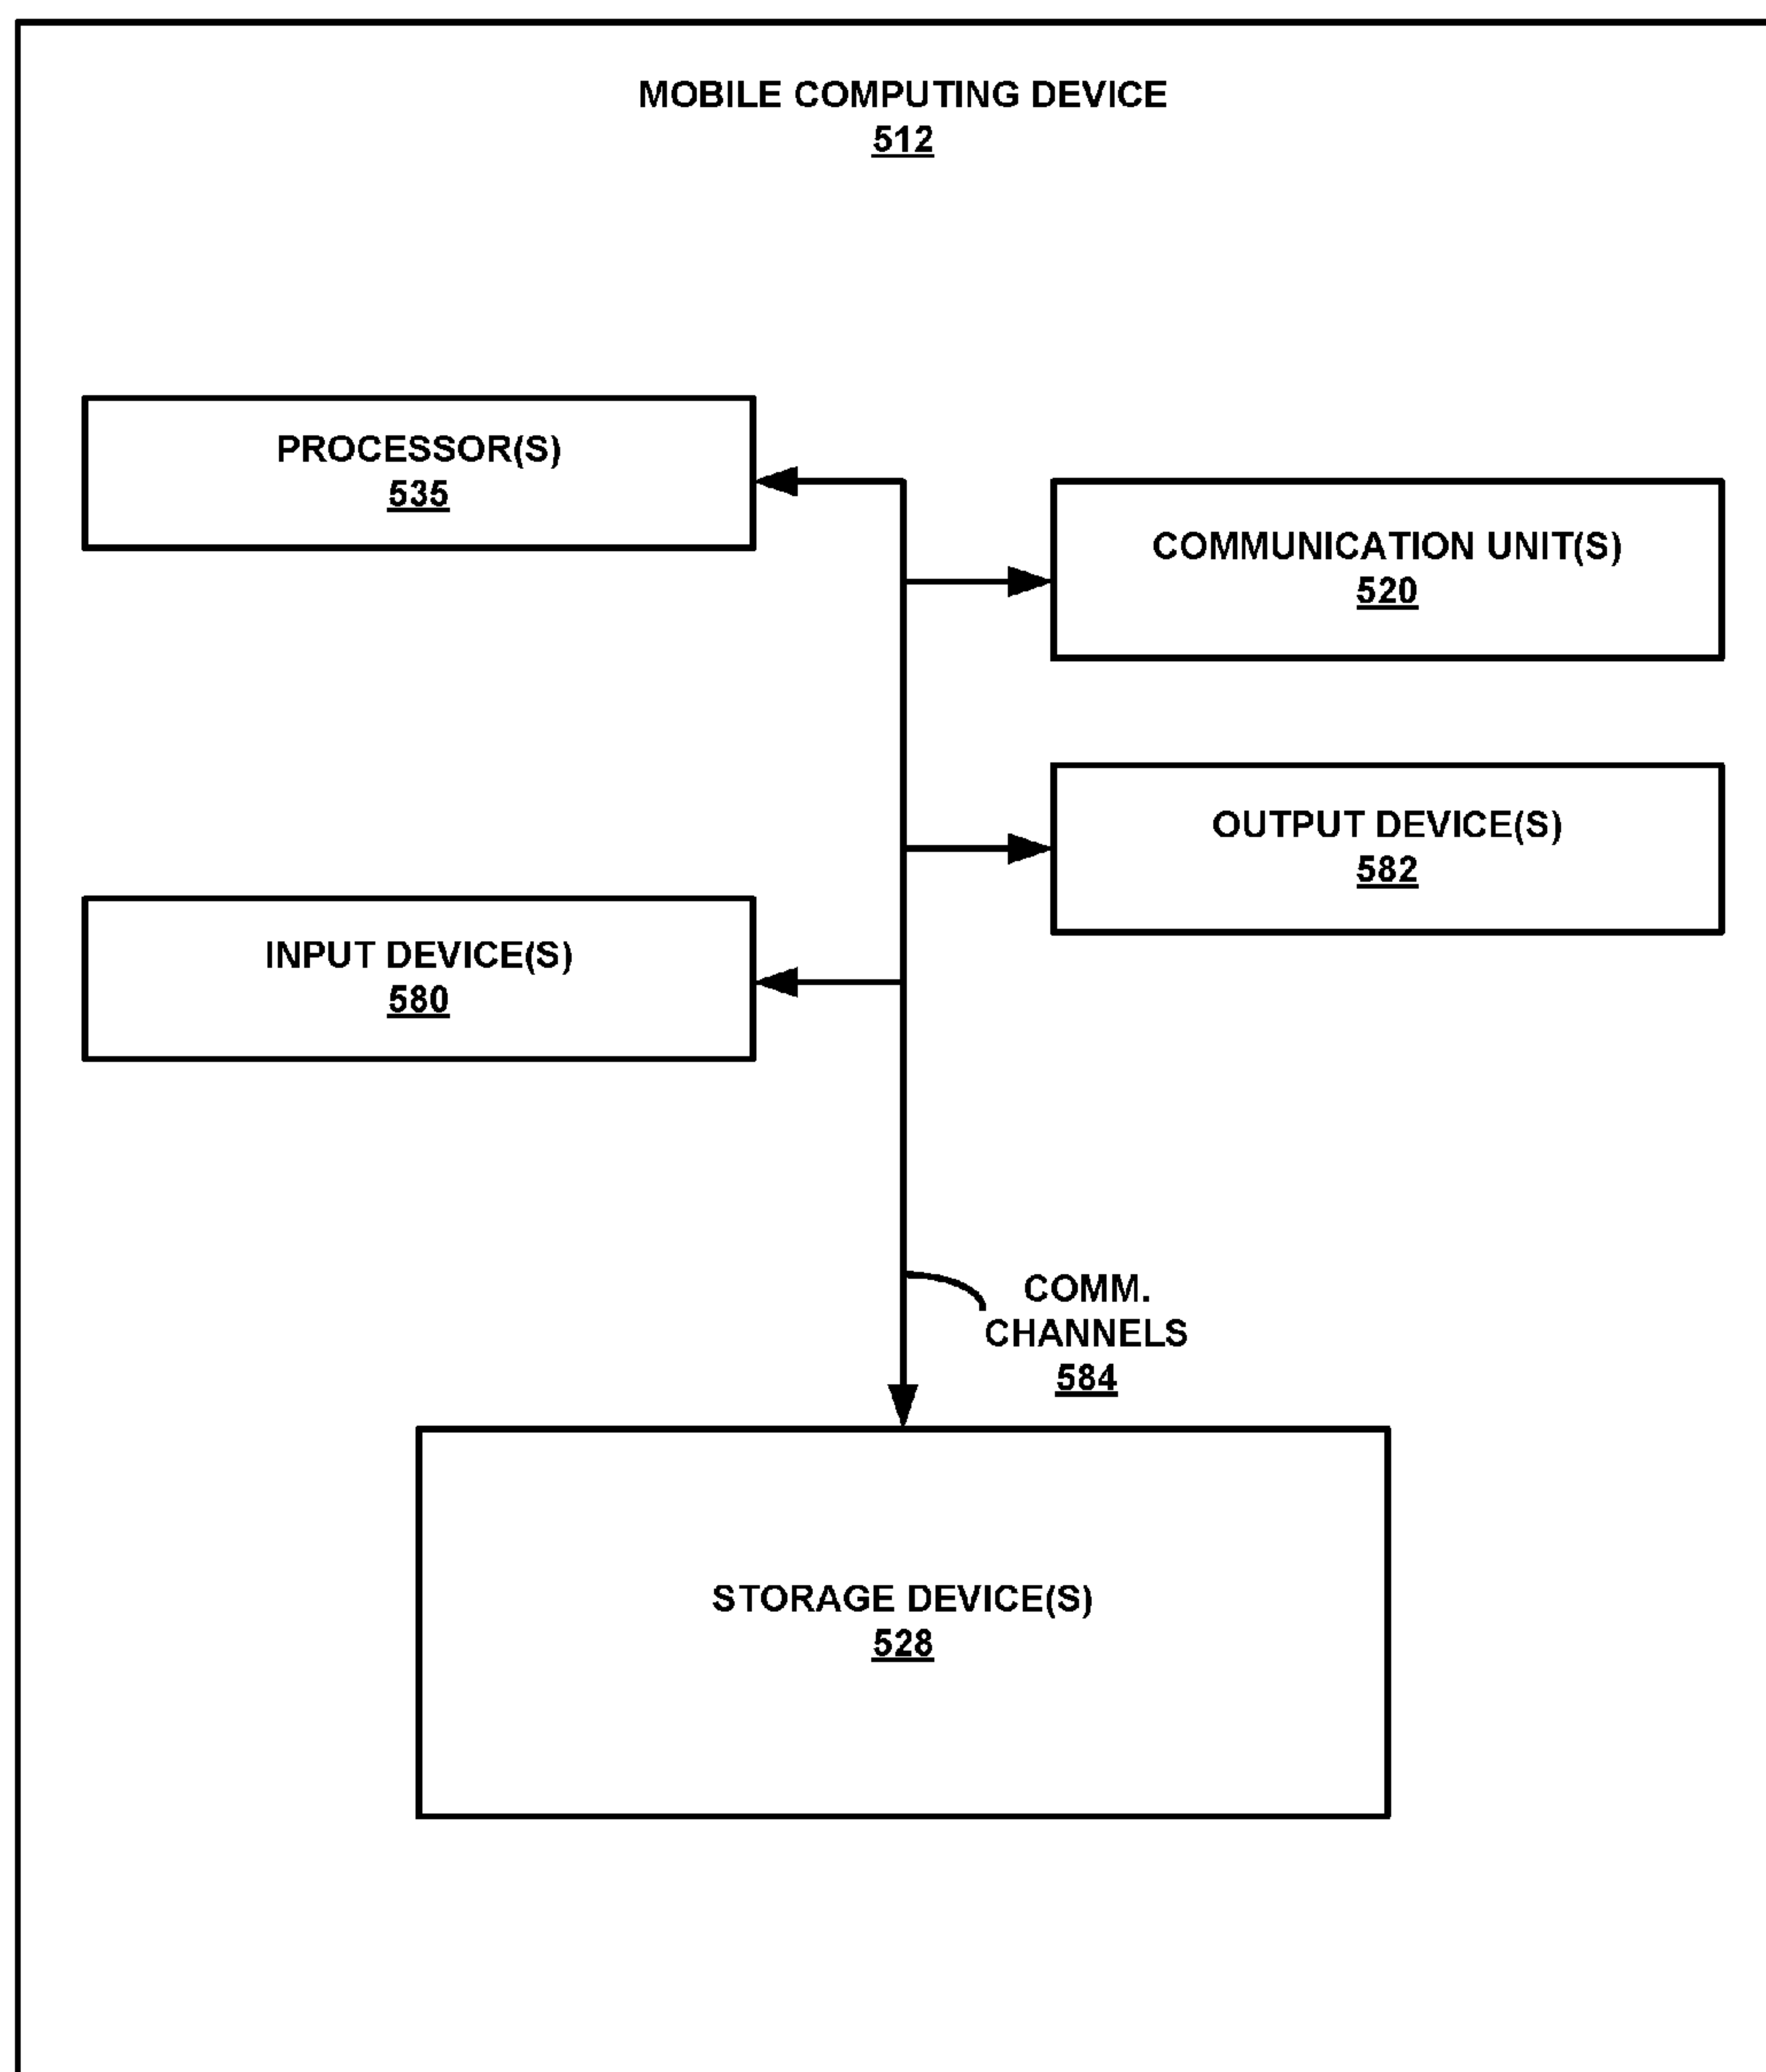 MOBILE COMPUTING DEVICE
512
PROCESSOR(S)
535
COMMUNICATION UNIT(S)
520
OUTPUT DEVICE(S)
582
INPUT DEVICE(S)
580
COMM.
CHANNELS
584
STORAGE DEVICE(S)
528